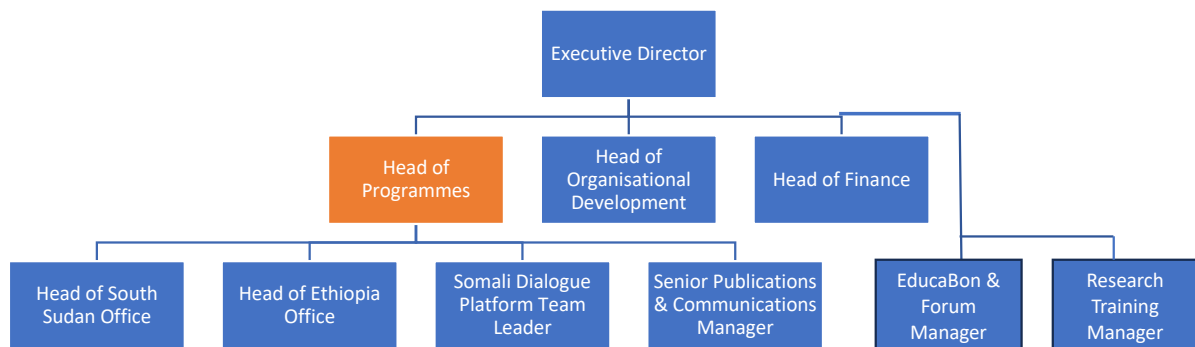 Executive Director
Head of
Programmes
Head of
Organisational
Development
Head of Finance
Head of South
Sudan Office
Head of Ethiopia
Office
Somali Dialogue
Platform Team
Leader
Senior Publications
& Communications
Manager
EducaBon &
Forum
Manager
Research
Training
Manager